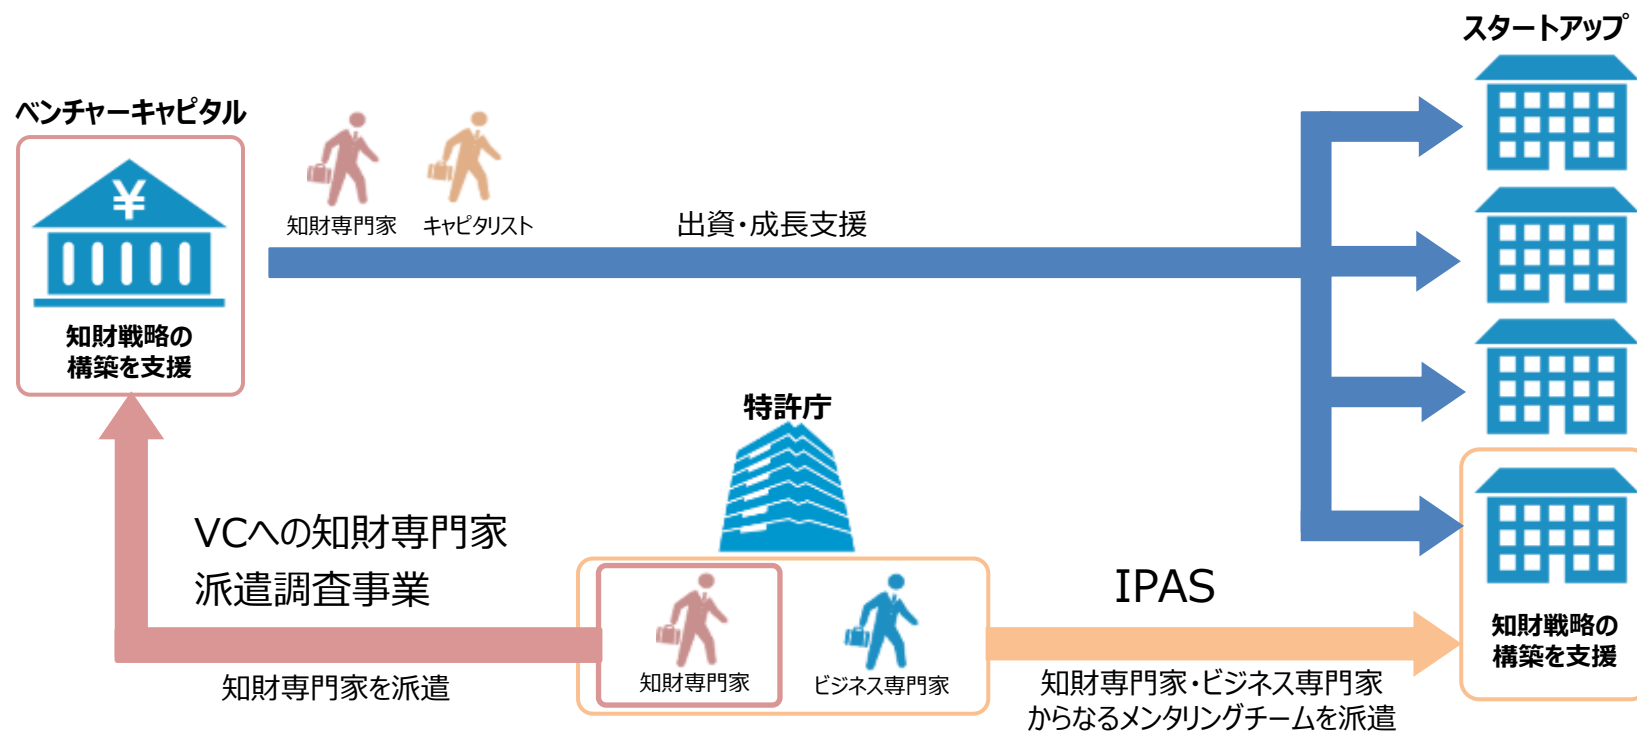 スタートアップ
ベンチャーキャピタル
¥
知財専門家
キャピタリスト
出資・成長支援
知財戦略の
構築を支援
特許庁
VCへの知財専門家
派遣調査事業
知財専門家を派遣
知財専門家
ビジネス専門家
IPAS
知財専門家・ビジネス専門家
からなるメンタリングチームを派遣
知財戦略の
構築を支援